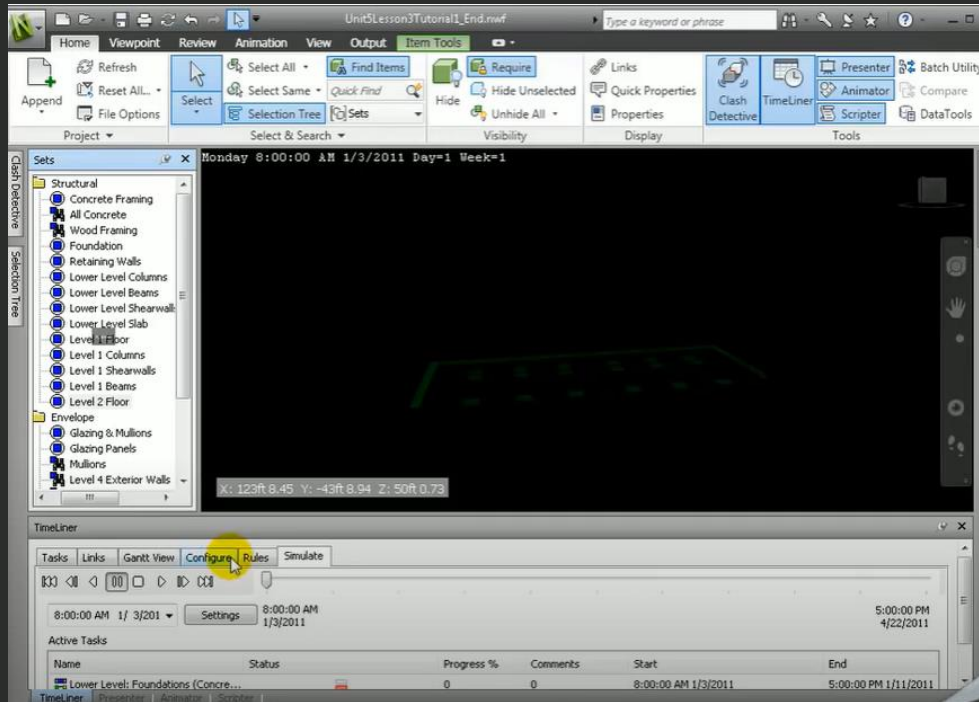 Unit5Lesson3Tutorial1_End.nwf
Type a keyword or phrase
Home Viewpoint Review Animation View Output Item Tools
Append
Refresh
Reset All...
File Options
Project
Select
Select All
Select Same
Selection Tree
Find Items
Quick Find
Sets
Select & Search
Hide
Require
Hide Unselected
Unhide All
Visibility
Links
Quick Properties
Properties
Display
Clash Detective
TimeLiner
Presenter
Animator
Scripter
Batch Utility
Compare
DataTools
Tools
Clash Detective
Selection Tree
Sets
Structural
Concrete Framing
All Concrete
Wood Framing
Foundation
Retaining Walls
Lower Level Columns
Lower Level Beams
Lower Level Shearwall
Lower Level Slab
Level 1 Floor
Level 1 Columns
Level 1 Shearwalls
Level 1 Beams
Level 2 Floor
Envelope
Glazing & Mullions
Glazing Panels
Mullions
Level 4 Exterior Walls
Monday 8:00:00 AM 1/3/2011 Day=1 Week=1
X: 123ft 8.45 Y: -43ft 8.94 Z: 50ft 0.73
TimeLiner
Tasks Links Gantt View Configure Rules Simulate
8:00:00 AM 1/ 3/201
Settings
8:00:00 AM
1/3/2011
5:00:00 PM
4/22/2011
Active Tasks
Name Status Progress % Comments Start End
Lower Level: Foundations (Concre... 0 0 8:00:00 AM 1/3/2011 5:00:00 PM 1/11/2011
TimeLiner Presenter Animator Scripter